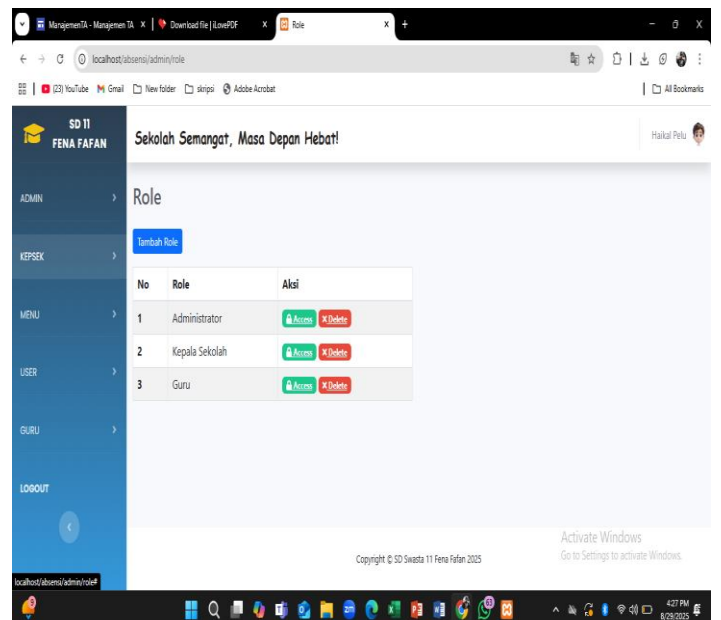 ManajemenTA - Manajemen TA
Download file | iLovePDF
Role
localhost/absensi/admin/role
(23) YouTube
Gmail
New folder
skripsi
Adobe Acrobat
All Bookmarks
SD 11
FENA FAFAN
Sekolah Semangat, Masa Depan Hebat!
Haikal Pelu
ADMIN
KEPSEK
MENU
USER
GURU
LOGOUT
Role
Tambah Role
No Role Aksi
1 Administrator Access Delete
2 Kepala Sekolah Access Delete
3 Guru Access Delete
Copyright © SD Swasta 11 Fena Fafan 2025
Activate Windows
Go to Settings to activate Windows.
localhost/absensi/admin/role#
4:27 PM
8/29/2025